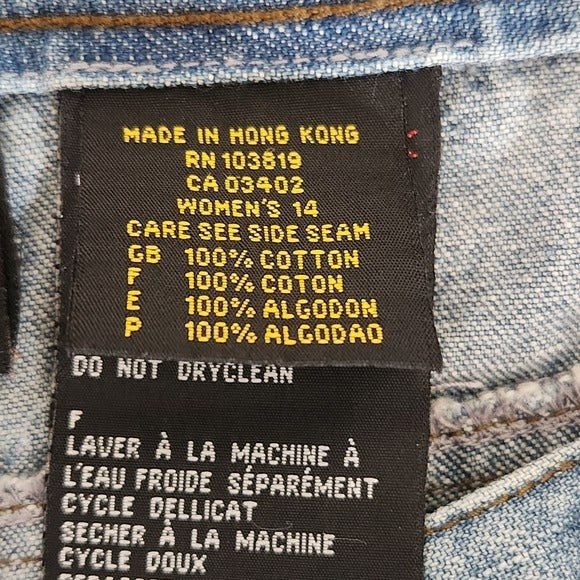 MADE IN HONG KONG
RN 103819
CA 03402
WOMEN'S 14
CARE SEE SIDE SEAM
GB 100% COTTON
F 100% COTON
E 100% ALGODON
P 100% ALGODAO
DO NOT DRYCLEAN
F
LAVER À LA MACHINE À
L'EAU FROIDE SÉPARÉMENT
CYCLE DELLICAT
SECHER À LA MACHINE
CYCLE DOUX